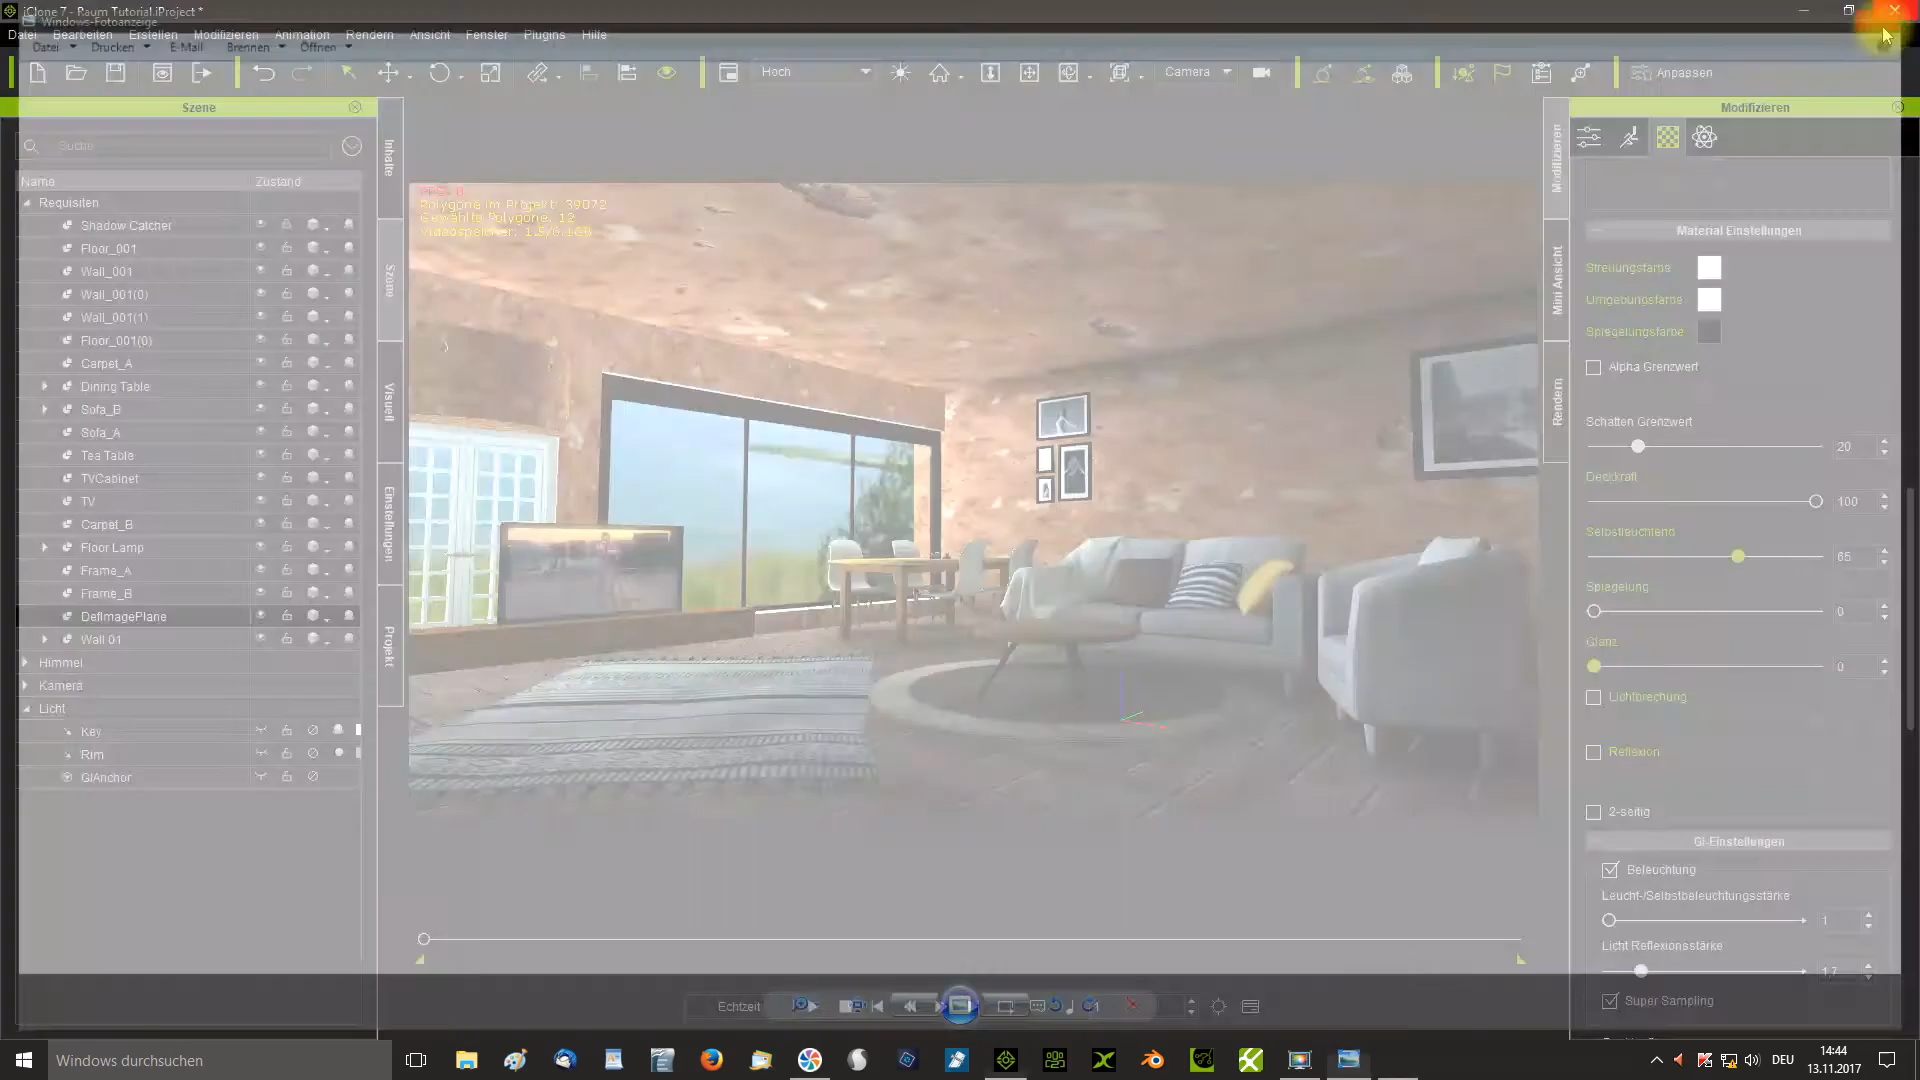 iClone 7 - Raum Tutorial.iProject *
Windows-Fotoanzeige
Datei Bearbeiten Erstellen Modifizieren Animation Rendern Ansicht Fenster Plugins Hilfe
Datei Drucken E-Mail Brennen Öffnen
Hoch Camera Anpassen
Szene
Suche
Name Zustand
Requisiten
Shadow Catcher
Floor_001
Wall_001
Wall_001(0)
Wall_001(1)
Floor_001(0)
Carpet_A
Dining Table
Sofa_B
Sofa_A
Tea Table
TVCabinet
TV
Carpet_B
Floor Lamp
Frame_A
Frame_B
DefImagePlane
Wall 01
Himmel
Kamera
Licht
Key
Rim
GIAnchor
Inhalte
Szene
Visuell
Einstellungen
Projekt
Polygone im Projekt: 39072
Gewählte Polygone: 12
Videospeicher: 1.5/6.1GB
Echtzeit
Modifizieren
Mini Ansicht
Rendern
Modifizieren
Material Einstellungen
Streuungsfarbe
Umgebungsfarbe
Spiegelungsfarbe
Alpha Grenzwert
Schatten Grenzwert
20
Deckkraft
100
Selbstleuchtend
65
Spiegelung
0
Glanz
0
Lichtbrechung
Reflexion
2-seitig
GI-Einstellungen
Beleuchtung
Leucht-/Selbstbeleuchtungsstärke
1
Licht Reflexionsstärke
1.7
Super Sampling
Windows durchsuchen
DEU
14:44
13.11.2017